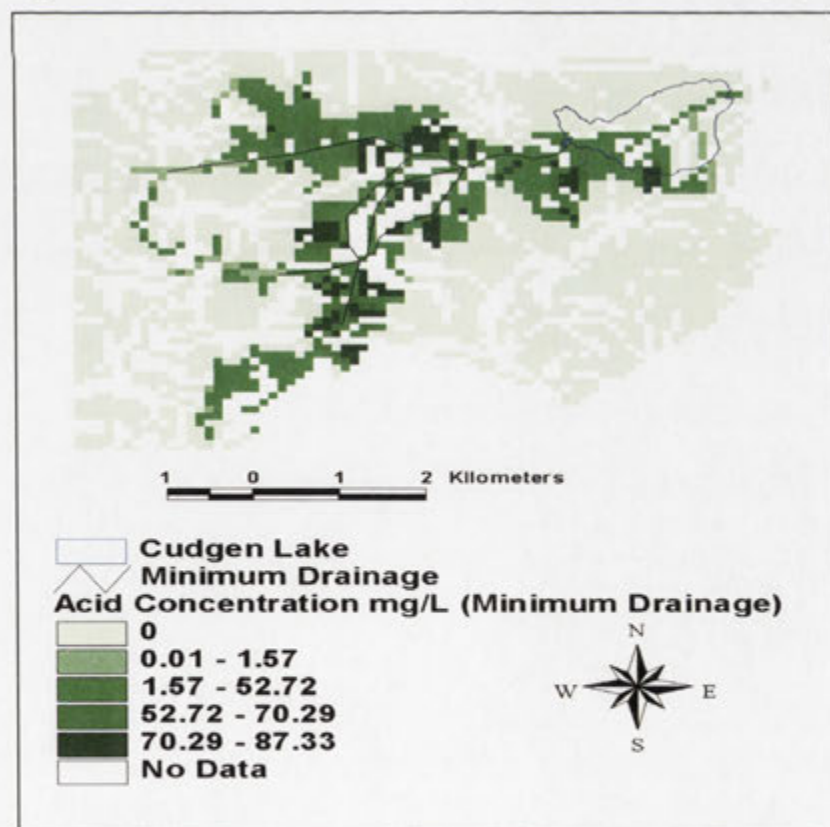 1 0 1 2 Kilometers
Cudgen Lake
Minimum Drainage
Acid Concentration mg/L (Minimum Drainage)
0
0.01 - 1.57
1.57 - 52.72
52.72 - 70.29
70.29 - 87.33
No Data
N
W E
S